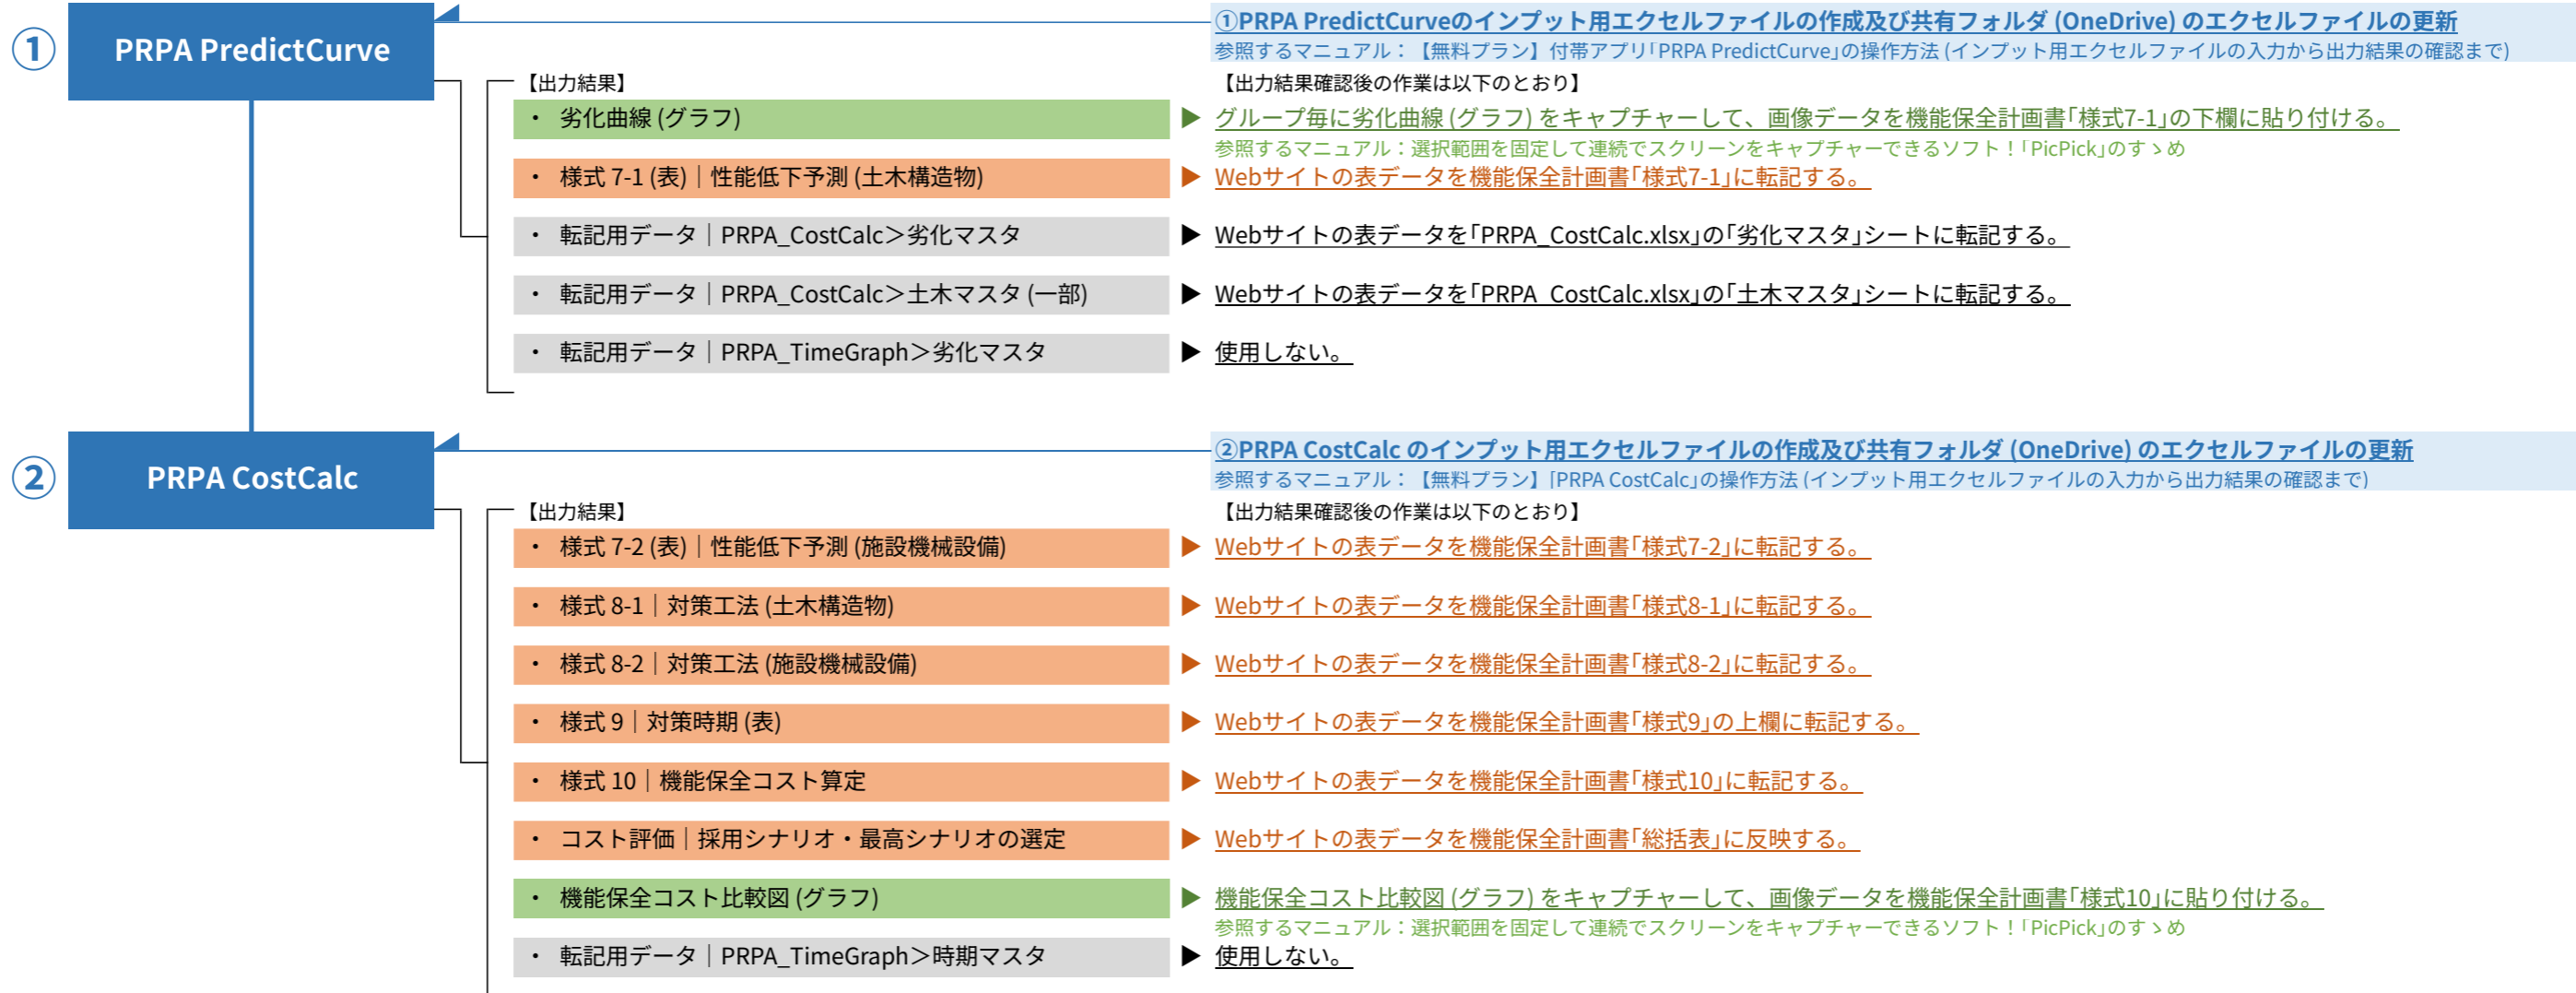 ①PRPA PredictCurveのインプット用エクセルファイルの作成及び共有フォルダ (OneDrive) のエクセルファイルの更新
① PRPA PredictCurve
参照するマニュアル：【無料プラン】付帯アプリ「PRPA PredictCurve」の操作方法 (インプット用エクセルファイルの入力から出力結果の確認まで)
【出力結果】 【出力結果確認後の作業は以下のとおり】
・ 劣化曲線 (グラフ) ▶ グループ毎に劣化曲線 (グラフ) をキャプチャーして、画像データを機能保全計画書「様式7-1」の下欄に貼り付ける。
参照するマニュアル：選択範囲を固定して連続でスクリーンをキャプチャーできるソフト！「PicPick」のすゝめ
・ 様式 7-1 (表)｜性能低下予測 (土木構造物) ▶ Webサイトの表データを機能保全計画書「様式7-1」に転記する。
・ 転記用データ｜PRPA_CostCalc＞劣化マスタ ▶ Webサイトの表データを「PRPA_CostCalc.xlsx」の「劣化マスタ」シートに転記する。
・ 転記用データ｜PRPA_CostCalc＞土木マスタ (一部) ▶ Webサイトの表データを「PRPA_CostCalc.xlsx」の「土木マスタ」シートに転記する。
・ 転記用データ｜PRPA_TimeGraph＞劣化マスタ ▶ 使用しない。
②PRPA CostCalc のインプット用エクセルファイルの作成及び共有フォルダ (OneDrive) のエクセルファイルの更新
② PRPA CostCalc
参照するマニュアル：【無料プラン】「PRPA CostCalc」の操作方法 (インプット用エクセルファイルの入力から出力結果の確認まで)
【出力結果】 【出力結果確認後の作業は以下のとおり】
・ 様式 7-2 (表)｜性能低下予測 (施設機械設備) ▶ Webサイトの表データを機能保全計画書「様式7-2」に転記する。
・ 様式 8-1｜対策工法 (土木構造物) ▶ Webサイトの表データを機能保全計画書「様式8-1」に転記する。
・ 様式 8-2｜対策工法 (施設機械設備) ▶ Webサイトの表データを機能保全計画書「様式8-2」に転記する。
・ 様式 9｜対策時期 (表) ▶ Webサイトの表データを機能保全計画書「様式9」の上欄に転記する。
・ 様式 10｜機能保全コスト算定 ▶ Webサイトの表データを機能保全計画書「様式10」に転記する。
・ コスト評価｜採用シナリオ・最高シナリオの選定 ▶ Webサイトの表データを機能保全計画書「総括表」に反映する。
・ 機能保全コスト比較図 (グラフ) ▶ 機能保全コスト比較図 (グラフ) をキャプチャーして、画像データを機能保全計画書「様式10」に貼り付ける。
参照するマニュアル：選択範囲を固定して連続でスクリーンをキャプチャーできるソフト！「PicPick」のすゝめ
・ 転記用データ｜PRPA_TimeGraph＞時期マスタ ▶ 使用しない。